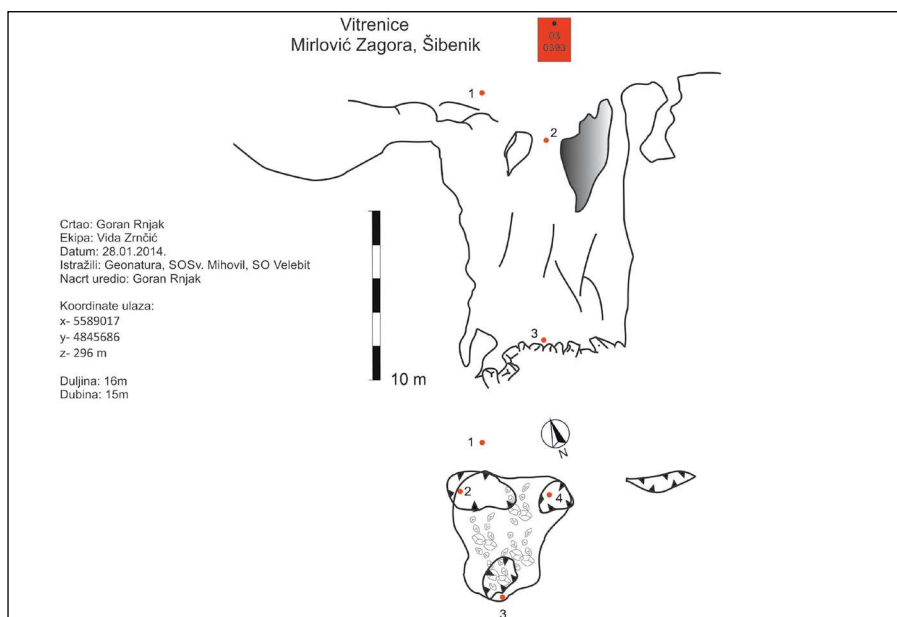 Vitrenice
Mirlović Zagora, Šibenik
03
0393
1
2
Crtao: Goran Rnjak
Ekipa: Vida Zrnčić
Datum: 28.01.2014.
Istražili: Geonatura, SOSv. Mihovil, SO Velebit
Nacrt uredio: Goran Rnjak
Koordinate ulaza:
x- 5589017
y- 4845686
z- 296 m
Duljina: 16m
Dubina: 15m
3
10 m
1
N
2
4
3